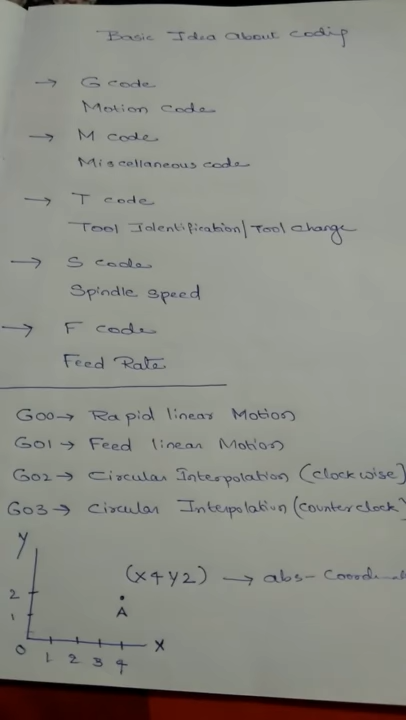 Basic Idea About Coding
→ G code
Motion code
→ M code
Miscellaneous code
→ T code
Tool Identification/Tool change
→ S code
Spindle speed
→ F code
Feed Rate
G00→ Rapid linear Motion
G01→ Feed linear Motion
G02→ Circular Interpolation (clockwise)
G03→ Circular Interpolation (counterclock)
Y
(X4Y2) → abs-
2
A
1
0 1 2 3 4 X